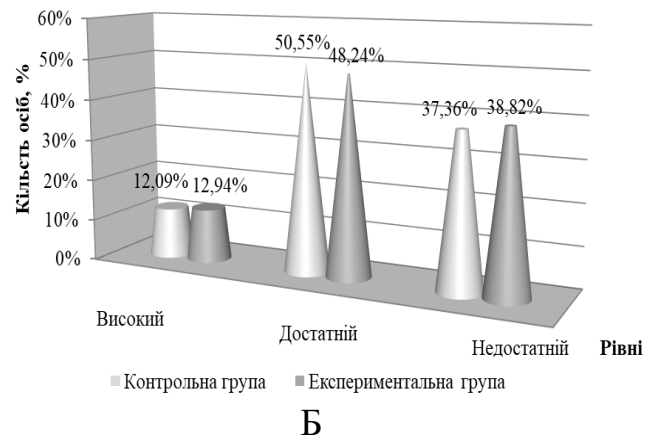 60%
50%
40%
30%
20%
10%
0%
Кількть осіб, %
12,09%
12,94%
50,55%
48,24%
37,36%
38,82%
Високий
Достатній
Недостатній
Рівні
Контрольна група
Експериментальна група
Б